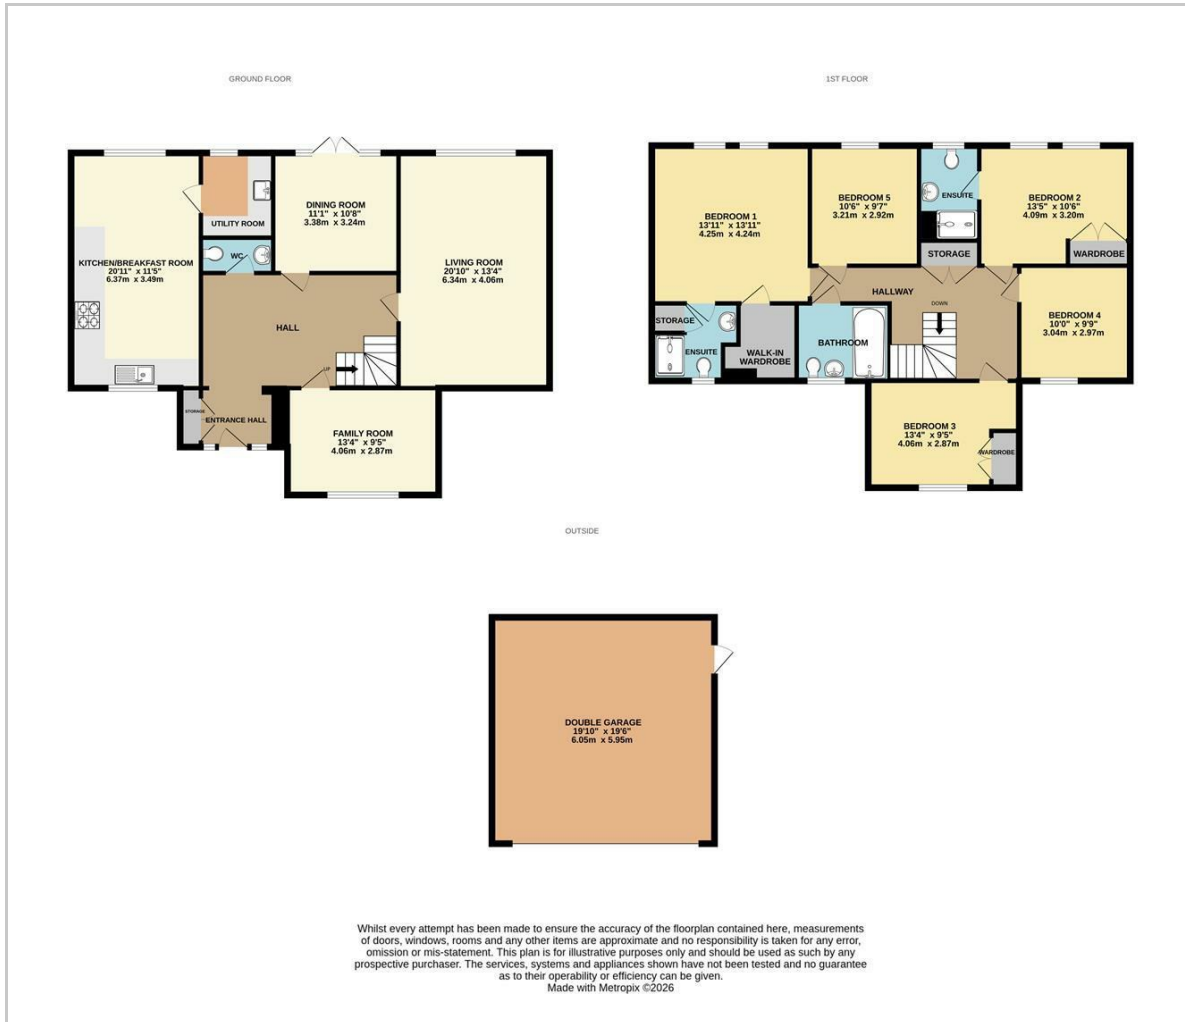 GROUND FLOOR
KITCHEN/BREAKFAST ROOM
20'11" x 11'5"
6.37m x 3.49m
UTILITY ROOM
WC
DINING ROOM
11'1" x 10'8"
3.38m x 3.24m
LIVING ROOM
20'10" x 13'4"
6.34m x 4.06m
HALL
UP
STORAGE
ENTRANCE HALL
FAMILY ROOM
13'4" x 9'5"
4.06m x 2.87m
1ST FLOOR
BEDROOM 1
13'11" x 13'11"
4.25m x 4.24m
BEDROOM 5
10'6" x 9'7"
3.21m x 2.92m
ENSUITE
BEDROOM 2
13'5" x 10'6"
4.09m x 3.20m
STORAGE
WARDROBE
HALLWAY
DOWN
STORAGE
ENSUITE
WALK-IN
WARDROBE
BATHROOM
BEDROOM 4
10'0" x 9'9"
3.04m x 2.97m
BEDROOM 3
13'4" x 9'5"
4.06m x 2.87m
WARDROBE
OUTSIDE
DOUBLE GARAGE
19'10" x 19'6"
6.05m x 5.95m
Whilst every attempt has been made to ensure the accuracy of the floorplan contained here, measurements
of doors, windows, rooms and any other items are approximate and no responsibility is taken for any error,
omission or mis-statement. This plan is for illustrative purposes only and should be used as such by any
prospective purchaser. The services, systems and appliances shown have not been tested and no guarantee
as to their operability or efficiency can be given.
Made with Metropix ©2026